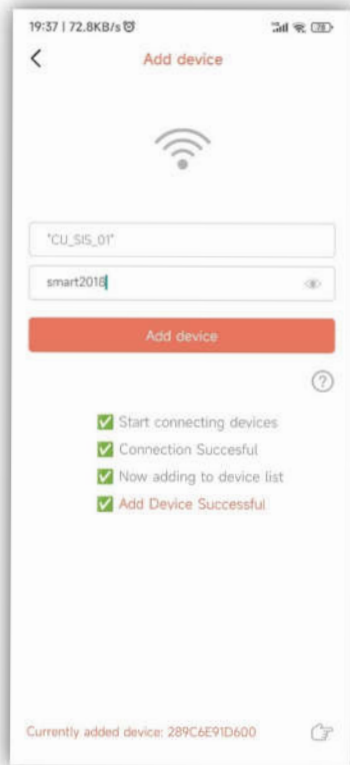 19:37 | 72.8KB/s
78
Add device
"CU_SIS_01"
smart2018
Add device
?
Start connecting devices
Connection Succesful
Now adding to device list
Add Device Successful
Currently added device: 289C6E91D600